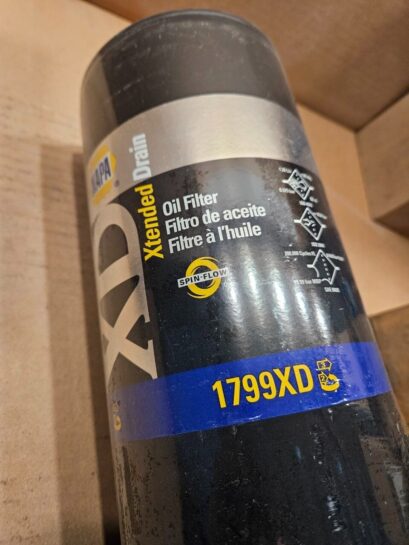 NAPA
XD
Xtended Drain
Oil Filter
Filtro de aceite
Filtre à l'huile
SPIN-FLOW
1799XD